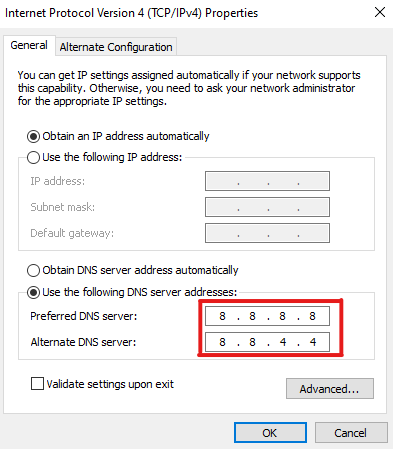 Internet Protocol Version 4 (TCP/IPv4) Properties
General
Alternate Configuration
You can get IP settings assigned automatically if your network supports
this capability. Otherwise, you need to ask your network administrator
for the appropriate IP settings.
Obtain an IP address automatically
Use the following IP address:
IP address:
. . .
Subnet mask:
. . .
Default gateway:
. . .
Obtain DNS server address automatically
Use the following DNS server addresses:
Preferred DNS server:
8 . 8 . 8 . 8
Alternate DNS server:
8 . 8 . 4 . 4
Validate settings upon exit
Advanced...
OK
Cancel